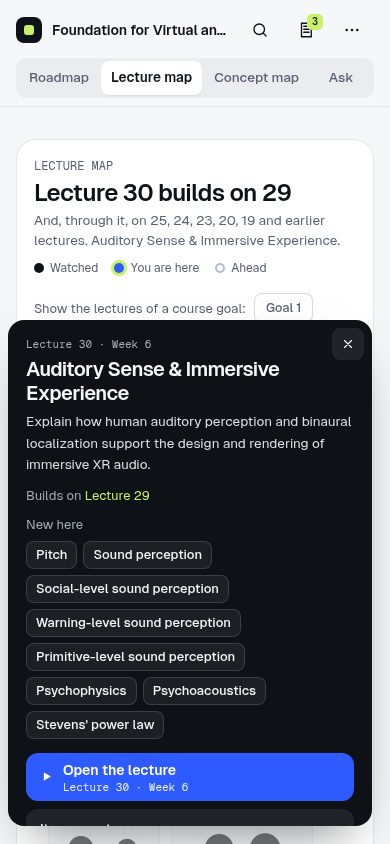 Foundation for Virtual an...
3
Roadmap
Lecture map
Concept map
Ask
LECTURE MAP
Lecture 30 builds on 29
And, through it, on 25, 24, 23, 20, 19 and earlier
lectures. Auditory Sense & Immersive Experience.
Watched
You are here
Ahead
Show the lectures of a course goal:
Goal 1
Lecture 30 · Week 6
Auditory Sense & Immersive
Experience
Explain how human auditory perception and binaural
localization support the design and rendering of
immersive XR audio.
Builds on Lecture 29
New here
Pitch
Sound perception
Social-level sound perception
Warning-level sound perception
Primitive-level sound perception
Psychophysics
Psychoacoustics
Stevens' power law
Open the lecture
Lecture 30 · Week 6